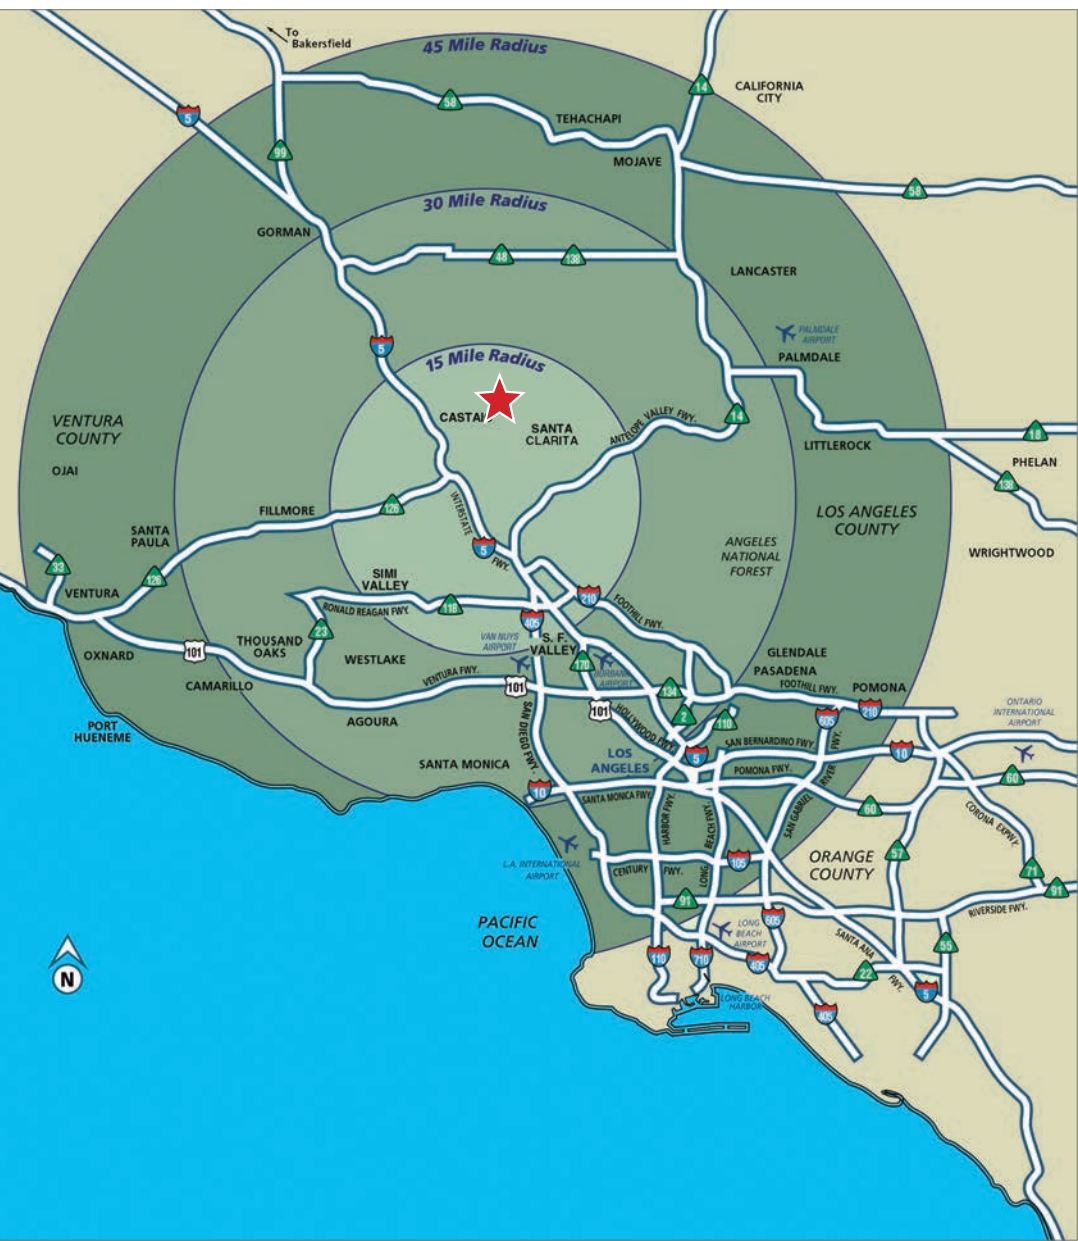 To
Bakersfield
45 Mile Radius
5
99
58
TEHACHAPI
14
CALIFORNIA
CITY
MOJAVE
58
30 Mile Radius
GORMAN
48
138
LANCASTER
5
PALMDALE
AIRPORT
PALMDALE
15 Mile Radius
CASTAI
SANTA
CLARITA
ANTELOPE VALLEY FWY.
14
VENTURA
COUNTY
OJAI
LITTLEROCK
18
PHELAN
138
WRIGHTWOOD
LOS ANGELES
COUNTY
ANGELES
NATIONAL
FOREST
FILLMORE
126
INTERSTATE
5
FWY.
SANTA
PAULA
126
33
VENTURA
SIMI
VALLEY
RONALD REAGAN FWY.
118
23
405
210
FOOTHILL FWY.
OXNARD
101
CAMARILLO
THOUSAND
OAKS
WESTLAKE
VENTURA FWY.
VAN NUYS
AIRPORT
S. F.
VALLEY
170
BURBANK
AIRPORT
101
101
134
GLENDALE
PASADENA
FOOTHILL FWY.
POMONA
210
605
ONTARIO
INTERNATIONAL
AIRPORT
PORT
HUENEME
AGOURA
SAN DIEGO FWY.
HOLLYWOOD FWY.
2
110
LOS
ANGELES
5
SAN BERNARDINO FWY.
10
SANTA MONICA
10
SANTA MONICA FWY.
POMONA FWY.
60
60
SAN GABRIEL RIVER FWY.
HARBOR FWY.
LONG BEACH FWY.
CORONA EXPWY.
57
71
91
ORANGE
COUNTY
L.A. INTERNATIONAL
AIRPORT
CENTURY FWY.
105
91
605
RIVERSIDE FWY.
PACIFIC
OCEAN
LONG
BEACH
AIRPORT
SANTA ANA FWY.
55
110
710
405
22
5
N
LONG BEACH
HARBOR
405